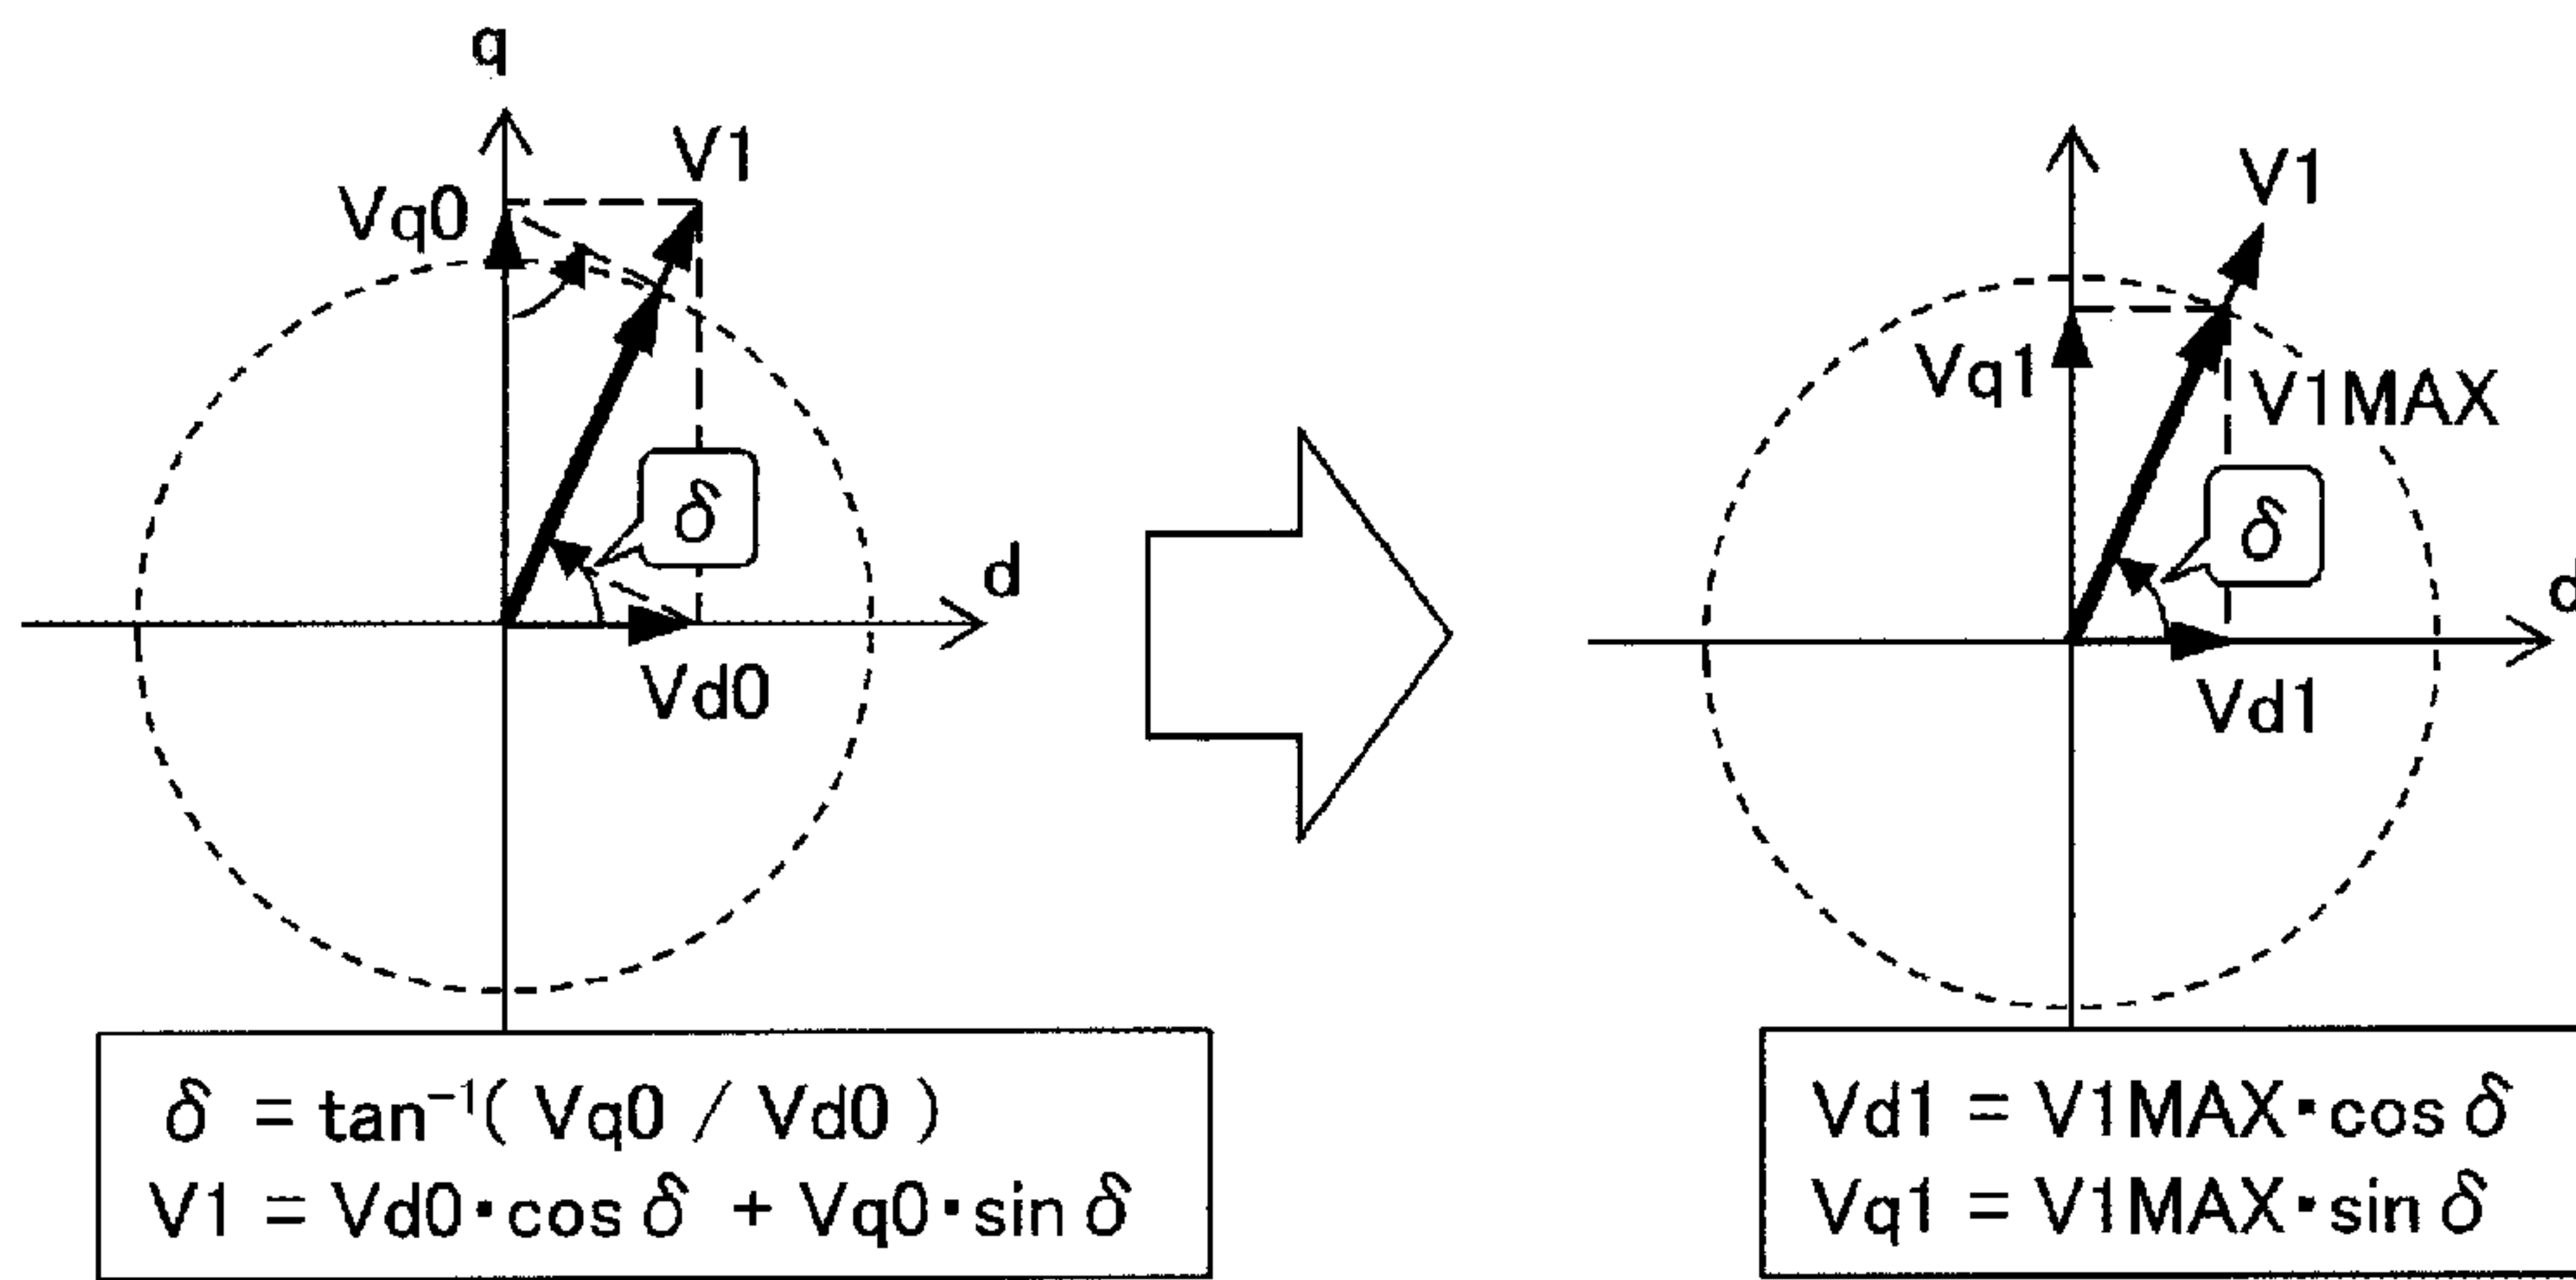 q
V1
Vq0
δ
d
Vd0
δ = tan⁻¹( Vq0 / Vd0 )
V1 = Vd0·cos δ + Vq0·sin δ
V1
Vq1
V1MAX
δ
d
Vd1
Vd1 = V1MAX·cos δ
Vq1 = V1MAX·sin δ